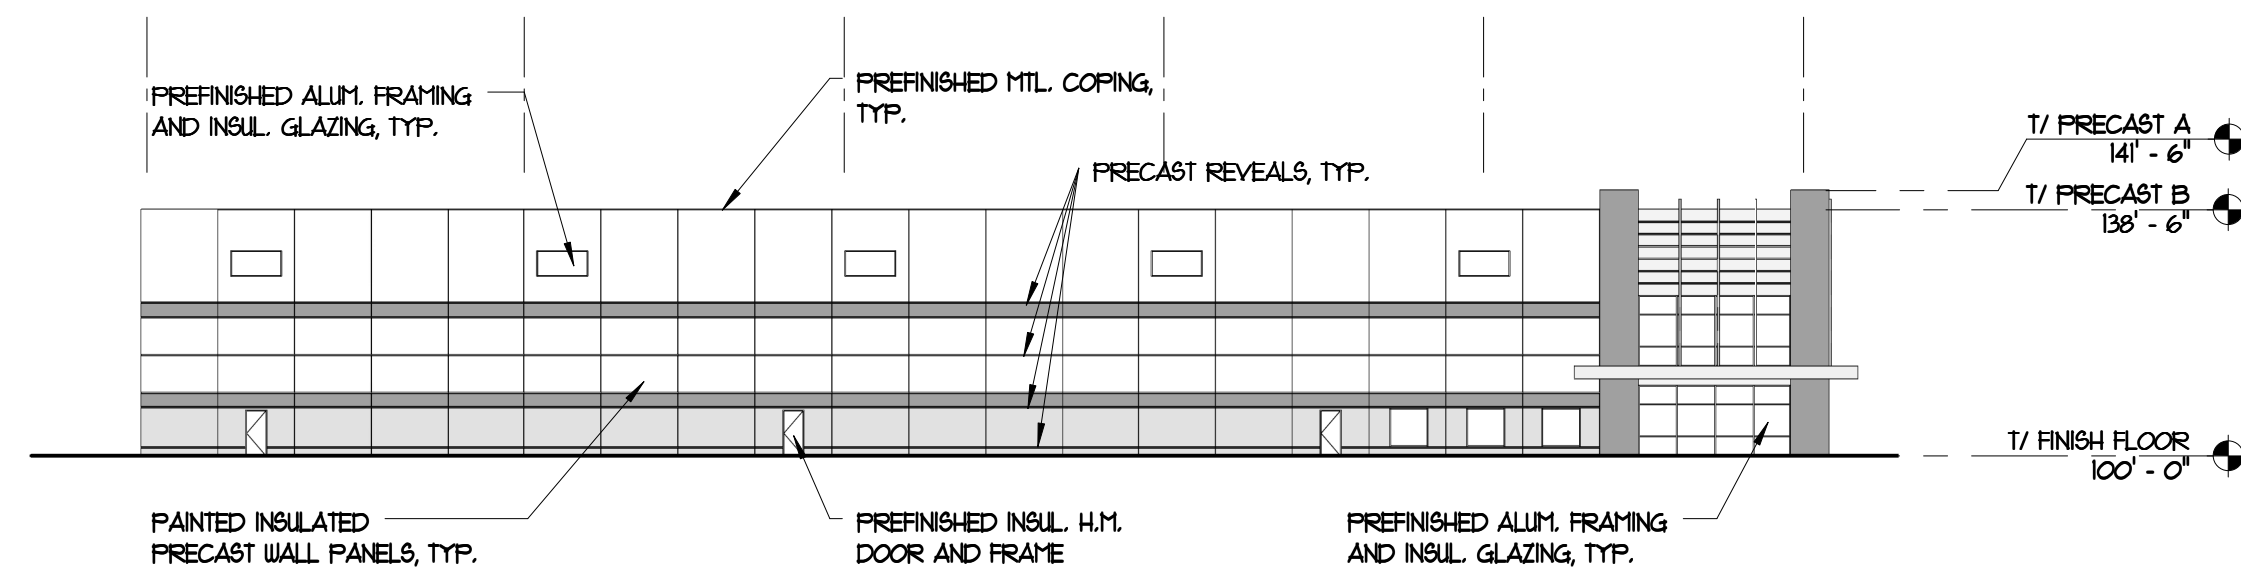 PREFINISHED ALUM. FRAMING
AND INSUL. GLAZING, TYP.
PREFINISHED MTL. COPING,
TYP.
PRECAST REVEALS, TYP.
T/ PRECAST A
141' - 6"
T/ PRECAST B
138' - 6"
T/ FINISH FLOOR
100' - 0"
PAINTED INSULATED
PRECAST WALL PANELS, TYP.
PREFINISHED INSUL. H.M.
DOOR AND FRAME
PREFINISHED ALUM. FRAMING
AND INSUL. GLAZING, TYP.